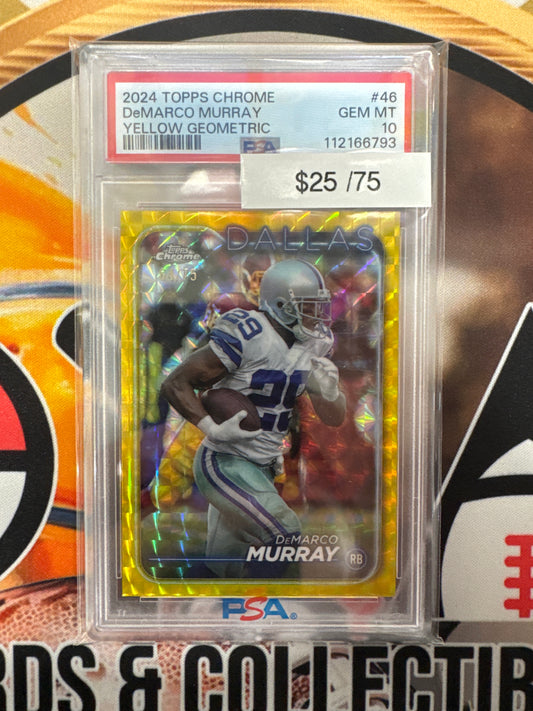 2024 TOPPS CHROME #46
DeMARCO MURRAY GEM MT
YELLOW GEOMETRIC 10
PSA 112166793
$25 /75
DALLAS
Topps
Chrome
29
29
DeMARCO
MURRAY
RB
PSA
RDS & COLLECTIB